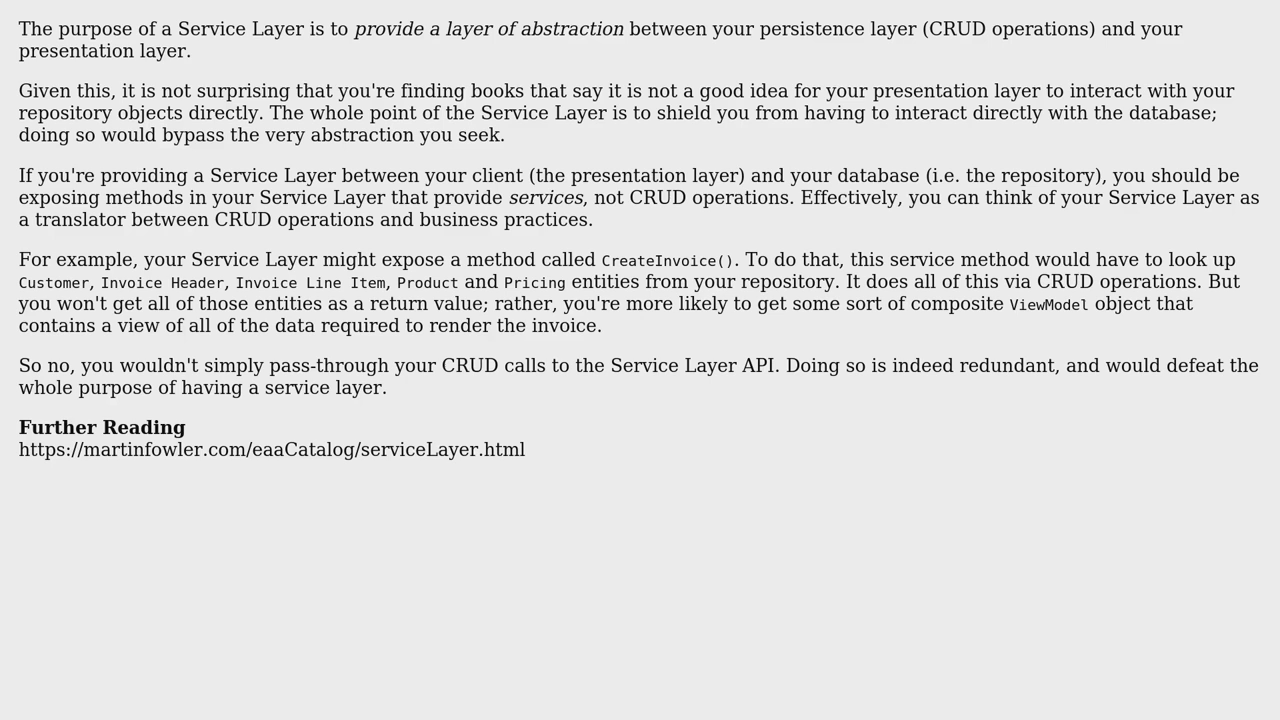 The purpose of a Service Layer is to provide a layer of abstraction between your persistence layer (CRUD operations) and your
presentation layer.
Given this, it is not surprising that you're finding books that say it is not a good idea for your presentation layer to interact with your
repository objects directly. The whole point of the Service Layer is to shield you from having to interact directly with the database;
doing so would bypass the very abstraction you seek.
If you're providing a Service Layer between your client (the presentation layer) and your database (i.e. the repository), you should be
exposing methods in your Service Layer that provide services, not CRUD operations. Effectively, you can think of your Service Layer as
a translator between CRUD operations and business practices.
For example, your Service Layer might expose a method called CreateInvoice(). To do that, this service method would have to look up
Customer, Invoice Header, Invoice Line Item, Product and Pricing entities from your repository. It does all of this via CRUD operations. But
you won't get all of those entities as a return value; rather, you're more likely to get some sort of composite ViewModel object that
contains a view of all of the data required to render the invoice.
So no, you wouldn't simply pass-through your CRUD calls to the Service Layer API. Doing so is indeed redundant, and would defeat the
whole purpose of having a service layer.
Further Reading
https://martinfowler.com/eaaCatalog/serviceLayer.html